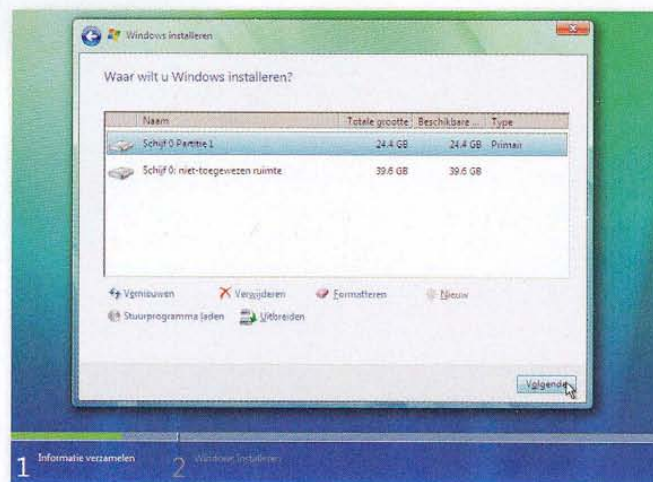 Windows installeren
Waar wilt u Windows installeren?
Naam Totale grootte Beschikbare ... Type
Schijf 0 Partitie 1 24.4 GB 24.4 GB Primair
Schijf 0: niet-toegewezen ruimte 39.6 GB 39.6 GB
Vernieuwen Verwijderen Formatteren Nieuw
Stuurprogramma laden Uitbreiden
Volgende
1 Informatie verzamelen 2 Windows installeren